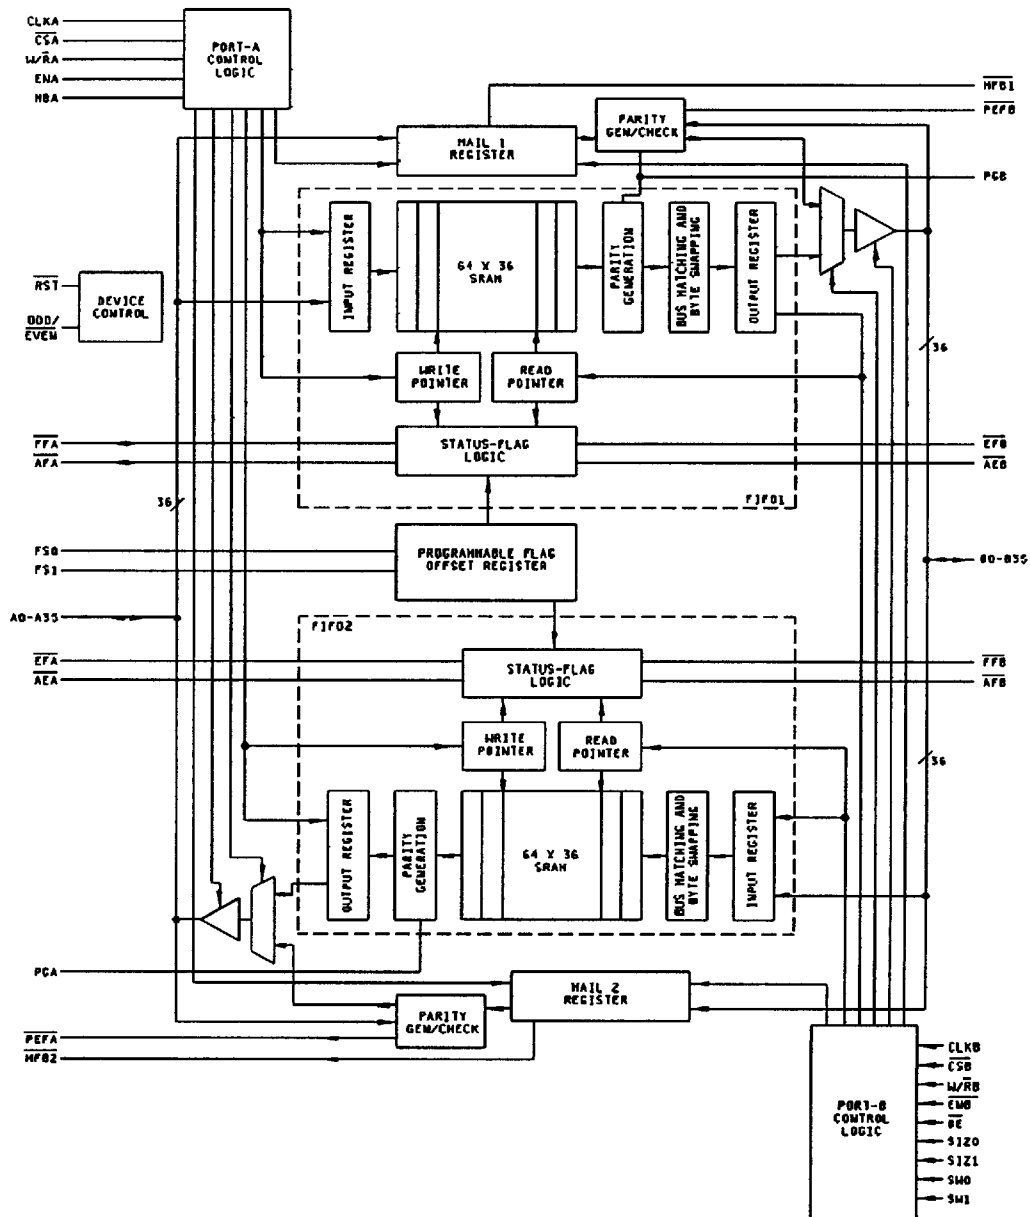 CLKA
CSA
W/RA
ENA
MBA
PORT-A
CONTROL
LOGIC
MFB1
PEFB
PGB
MAIL 1
REGISTER
PARITY
GEN/CHECK
RST
ODD/
EVEN
DEVICE
CONTROL
INPUT REGISTER
64 X 36
SRAM
PARITY
GENERATION
BUS MATCHING AND
BYTE SWAPPING
OUTPUT REGISTER
36
WRITE
POINTER
READ
POINTER
FFA
AFA
STATUS-FLAG
LOGIC
EFB
AEB
FIFO1
36
FS0
FS1
PROGRAMMABLE FLAG
OFFSET REGISTER
B0-B35
A0-A35
FIFO2
EFA
AEA
STATUS-FLAG
LOGIC
FFB
AFB
WRITE
POINTER
READ
POINTER
36
OUTPUT REGISTER
PARITY
GENERATION
64 X 36
SRAM
BUS MATCHING AND
BYTE SWAPPING
INPUT REGISTER
PGA
MAIL 2
REGISTER
PARITY
GEN/CHECK
PEFA
MFB2
PORT-B
CONTROL
LOGIC
CLKB
CSB
W/RB
ENB
BE
SIZ0
SIZ1
SW0
SW1